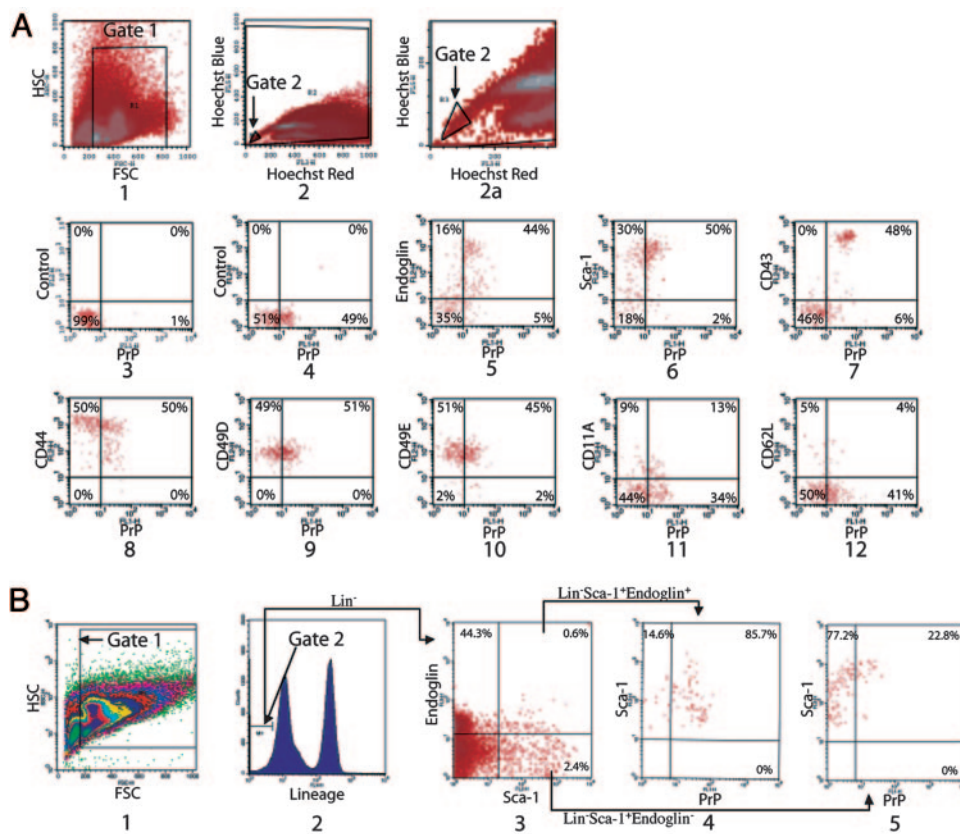 A
Gate 1
HSC
FSC
1
Hoechst Blue
Gate 2
Hoechst Red
2
Hoechst Blue
Gate 2
Hoechst Red
2a
Control
0% 0%
99% 1%
PrP
3
Control
0% 0%
51% 49%
PrP
4
Endoglin
16% 44%
35% 5%
PrP
5
Sca-1
30% 50%
18% 2%
PrP
6
CD43
0% 48%
46% 6%
PrP
7
CD44
50% 50%
0% 0%
PrP
8
CD49D
49% 51%
0% 0%
PrP
9
CD49E
51% 45%
2% 2%
PrP
10
CD11A
9% 13%
44% 34%
PrP
11
CD62L
5% 4%
50% 41%
PrP
12
B
Gate 1
HSC
FSC
1
Lin-
Gate 2
Lineage
2
Lin-Sca-1+Endoglin+
Endoglin
44.3% 0.6%
2.4%
Sca-1
3
Sca-1
14.6% 85.7%
0%
PrP
4
Sca-1
77.2% 22.8%
0%
PrP
5
Lin-Sca-1+Endoglin-